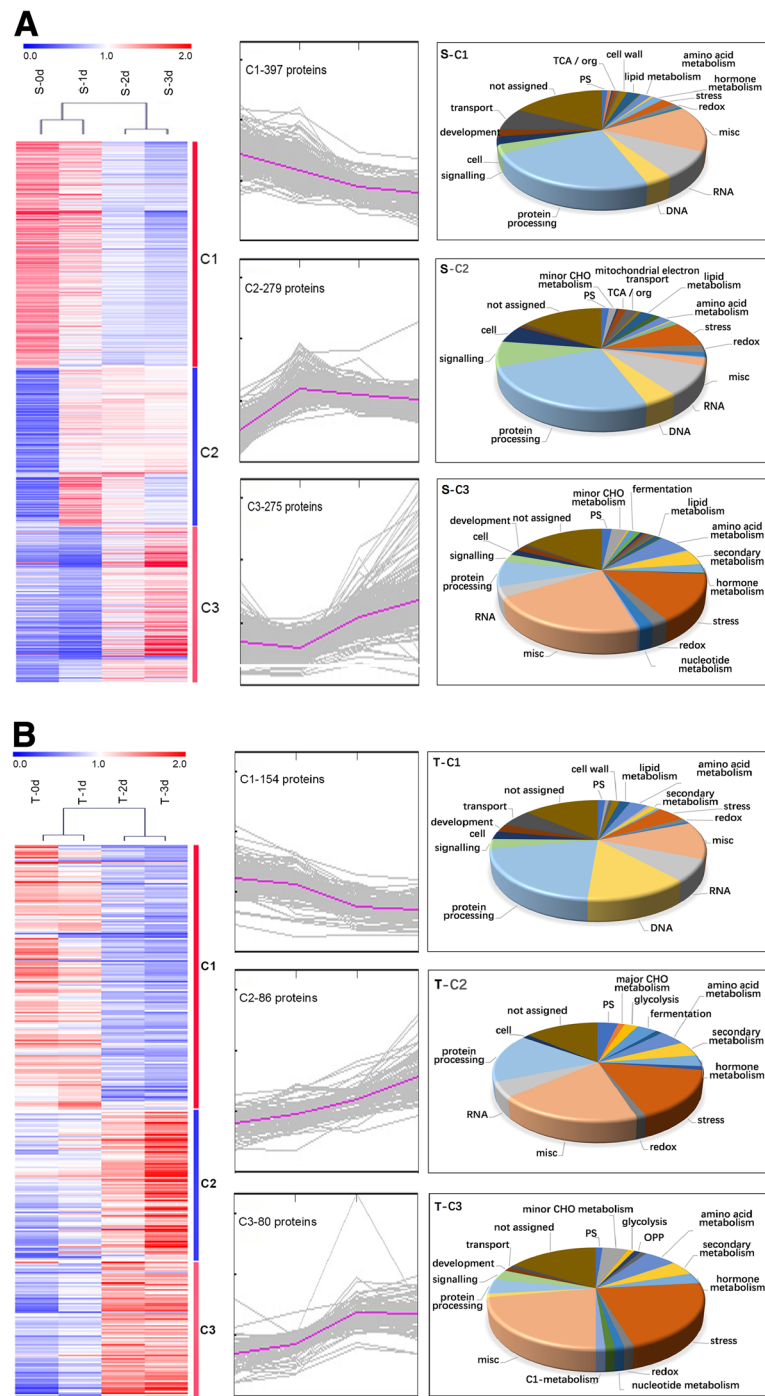 A
0.0 1.0 2.0
S-0d
S-1d
S-2d
S-3d
C1
C2
C3
C1-397 proteins
C2-279 proteins
C3-275 proteins
S-C1
TCA / org
cell wall
amino acid
metabolism
PS
lipid metabolism
hormone
metabolism
stress
redox
misc
RNA
DNA
protein
processing
signalling
cell
development
transport
not assigned
S-C2
minor CHO
metabolism
mitochondrial electron
transport
lipid
metabolism
PS
TCA / org
amino acid
metabolism
stress
redox
misc
RNA
DNA
protein
processing
signalling
cell
not assigned
S-C3
minor CHO
metabolism
fermentation
PS
lipid
metabolism
amino acid
metabolism
secondary
metabolism
hormone
metabolism
stress
redox
nucleotide
metabolism
misc
RNA
protein
processing
signalling
cell
development
not assigned
B
0.0 1.0 2.0
T-0d
T-1d
T-2d
T-3d
C1
C2
C3
C1-154 proteins
C2-86 proteins
C3-80 proteins
T-C1
cell wall
PS
lipid
metabolism
amino acid
metabolism
secondary
metabolism
stress
redox
misc
RNA
DNA
protein
processing
signalling
cell
development
transport
not assigned
T-C2
major CHO
metabolism
PS
glycolysis
fermentation
amino acid
metabolism
secondary
metabolism
hormone
metabolism
stress
redox
misc
RNA
protein
processing
cell
not assigned
T-C3
minor CHO metabolism
PS
glycolysis
OPP
amino acid
metabolism
secondary
metabolism
hormone
metabolism
stress
redox
nucleotide metabolism
C1-metabolism
misc
protein
processing
signalling
development
transport
not assigned